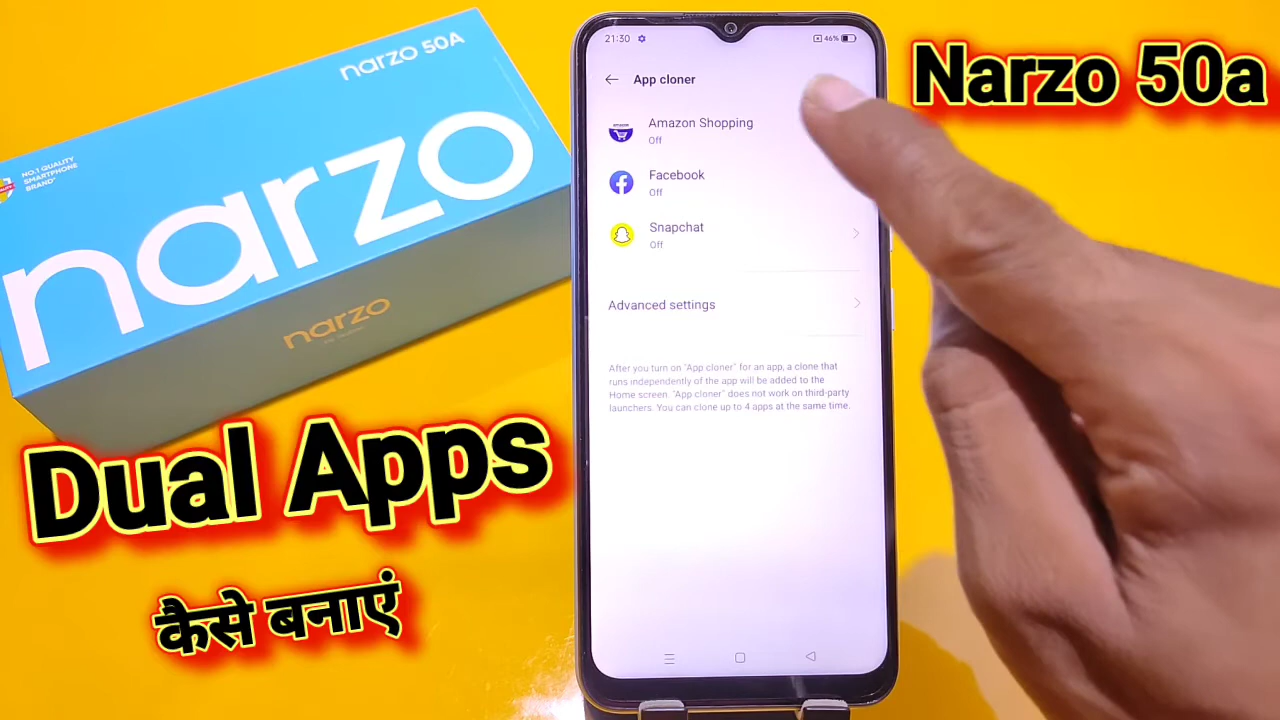 narzo 50A
NO.1 QUALITY
SMARTPHONE
BRAND*
narzo
narzo
Dual Apps
कैसे बनाएं
21:30
46%
App cloner
Amazon Shopping
Off
Facebook
Off
Snapchat
Off
Advanced settings
After you turn on "App cloner" for an app, a clone that
runs independently of the app will be added to the
Home screen. "App cloner" does not work on third-party
launchers. You can clone up to 4 apps at the same time.
Narzo 50a